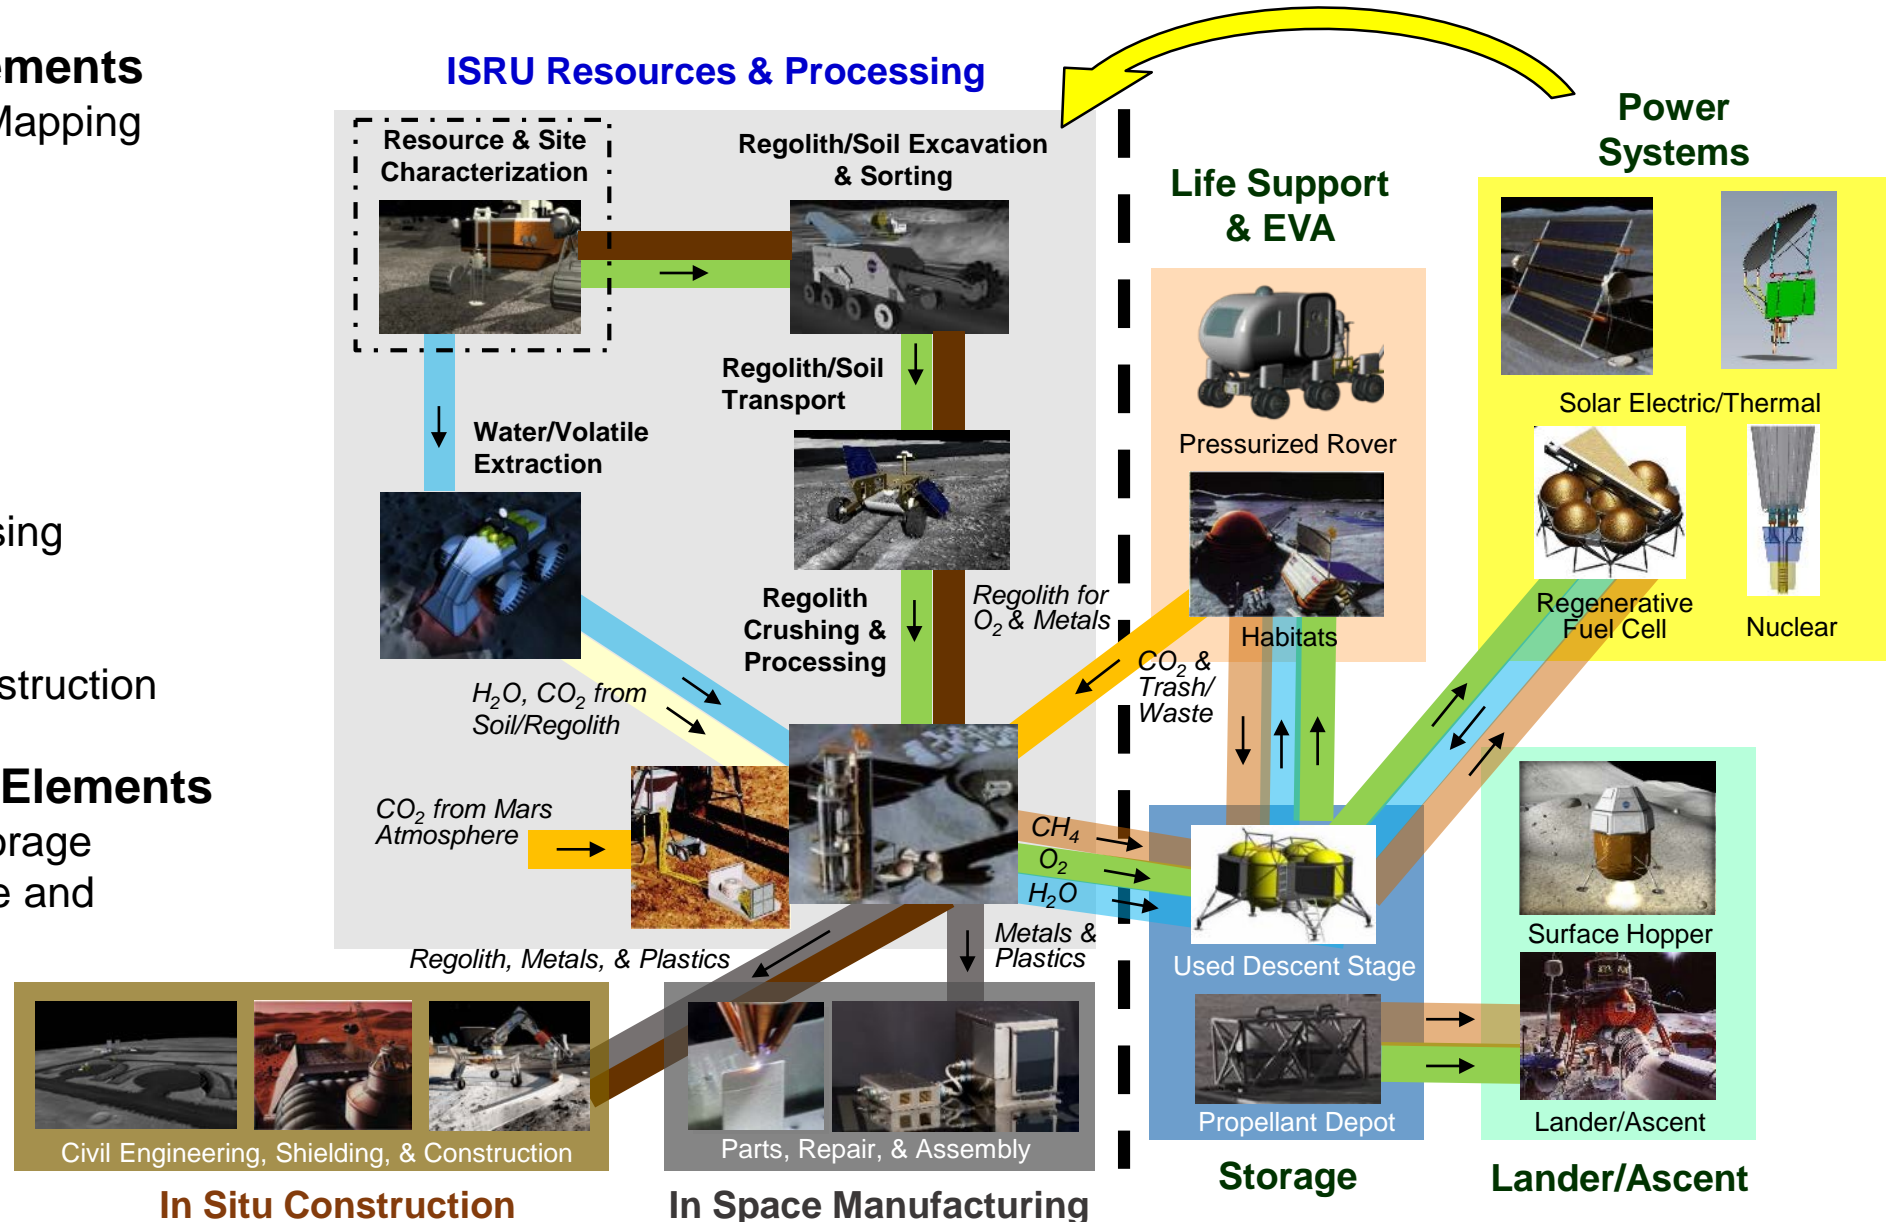 ements
Mapping
sing
struction
Elements
orage
e and
ISRU Resources & Processing
Resource & Site
Characterization
Regolith/Soil Excavation
& Sorting
Regolith/Soil
Transport
Water/Volatile
Extraction
Regolith
Crushing &
Processing
Regolith for
O2 & Metals
H2O, CO2 from
Soil/Regolith
CO2 from Mars
Atmosphere
CO2 &
Trash/
Waste
CH4
O2
H2O
Regolith, Metals, & Plastics
Metals &
Plastics
Civil Engineering, Shielding, & Construction
In Situ Construction
Parts, Repair, & Assembly
In Space Manufacturing
Life Support
& EVA
Pressurized Rover
Habitats
Power
Systems
Solar Electric/Thermal
Regenerative
Fuel Cell
Nuclear
Used Descent Stage
Propellant Depot
Storage
Surface Hopper
Lander/Ascent
Lander/Ascent